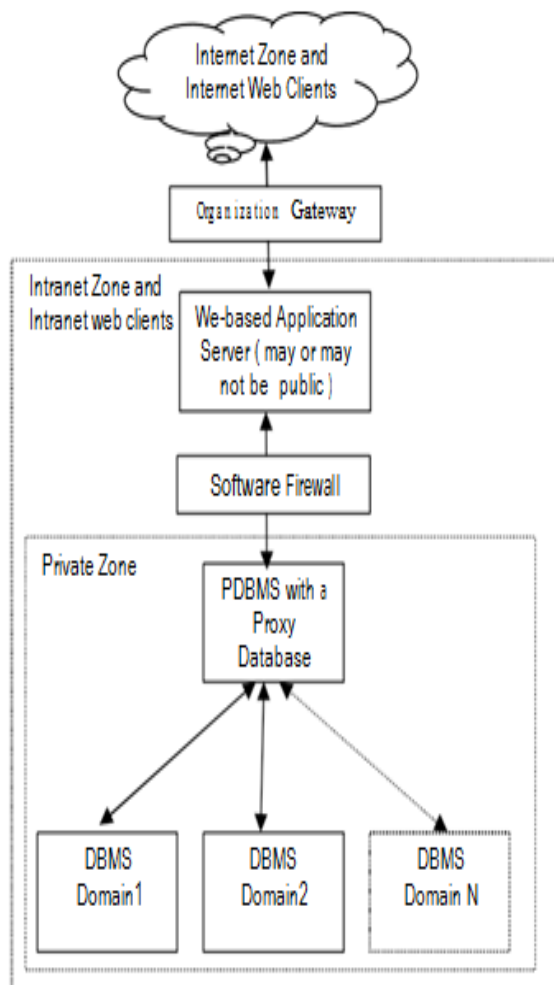 Internet Zone and
Internet Web Clients
Organization Gateway
Intranet Zone and
Intranet web clients
We-based Application
Server ( may or may
not be public )
Software Firewall
Private Zone
PDBMS with a
Proxy
Database
DBMS
Domain1
DBMS
Domain2
DBMS
Domain N